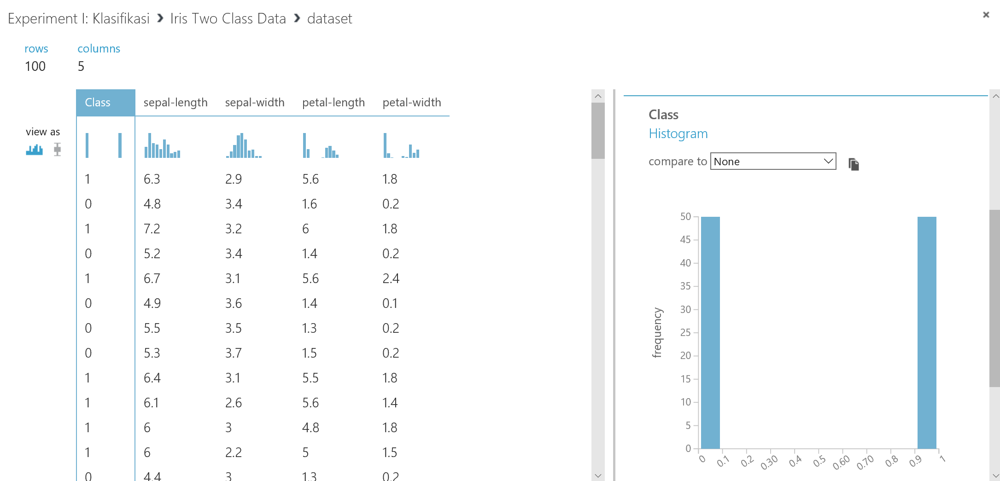 Experiment I: Klasifikasi › Iris Two Class Data › dataset
rows columns
100 5
Class sepal-length sepal-width petal-length petal-width
view as
1 6.3 2.9 5.6 1.8
0 4.8 3.4 1.6 0.2
1 7.2 3.2 6 1.8
0 5.2 3.4 1.4 0.2
1 6.7 3.1 5.6 2.4
0 4.9 3.6 1.4 0.1
0 5.5 3.5 1.3 0.2
0 5.3 3.7 1.5 0.2
1 6.4 3.1 5.5 1.8
1 6.1 2.6 5.6 1.4
1 6 3 4.8 1.8
1 6 2.2 5 1.5
0 4.4 3 1.3 0.2
Class
Histogram
compare to None
frequency
50
45
40
35
30
25
20
15
10
5
0
0 0.1 0.2 0.30 0.4 0.5 0.60 0.70 0.8 0.9 1